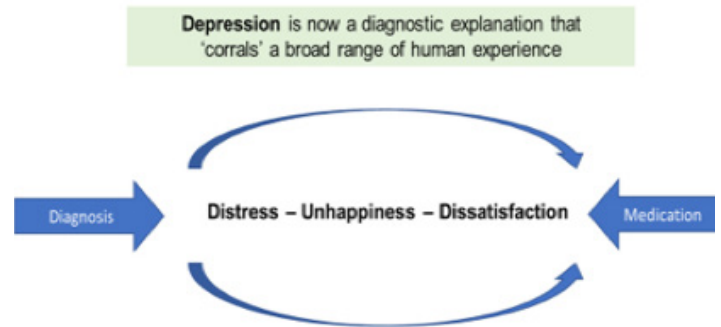 Depression is now a diagnostic explanation that
‘corrals’ a broad range of human experience
Diagnosis
Distress – Unhappiness – Dissatisfaction
Medication